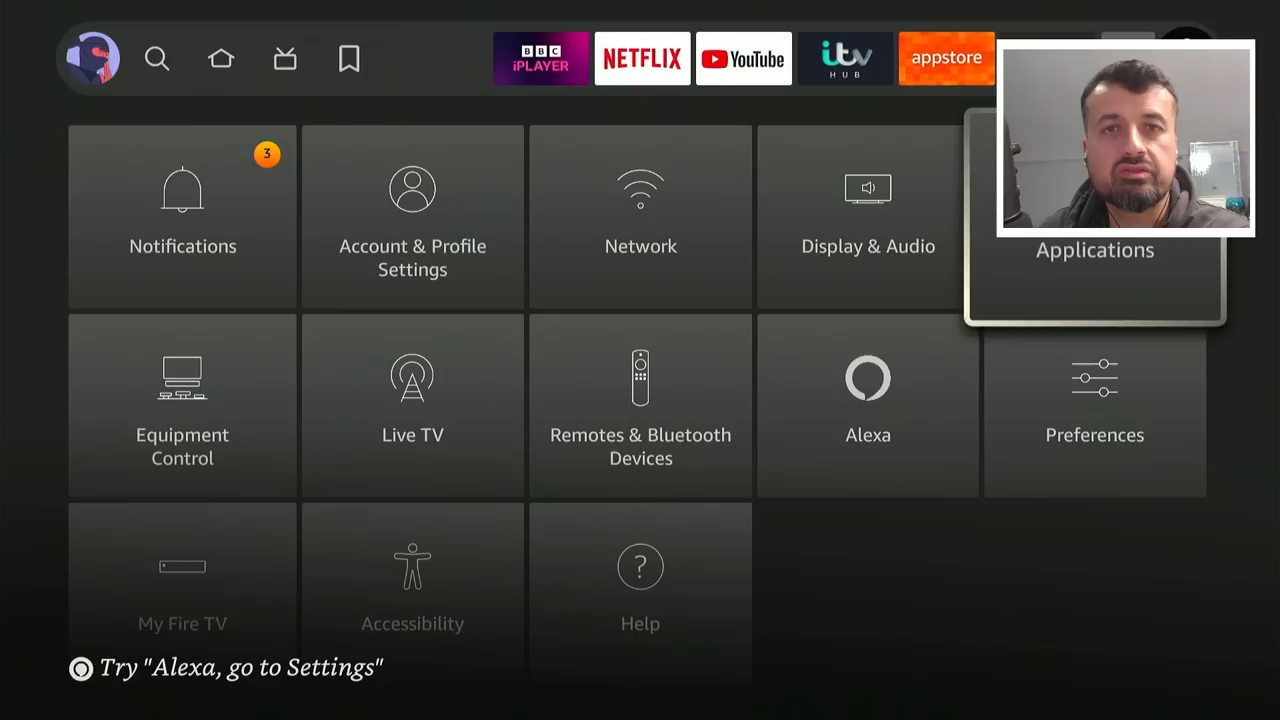 BBC
iPLAYER
NETFLIX
YouTube
itv
HUB
appstore
3
Notifications
Account & Profile
Settings
Network
Display & Audio
Applications
Equipment
Control
Live TV
Remotes & Bluetooth
Devices
Alexa
Preferences
My Fire TV
Accessibility
?
Help
Try "Alexa, go to Settings"